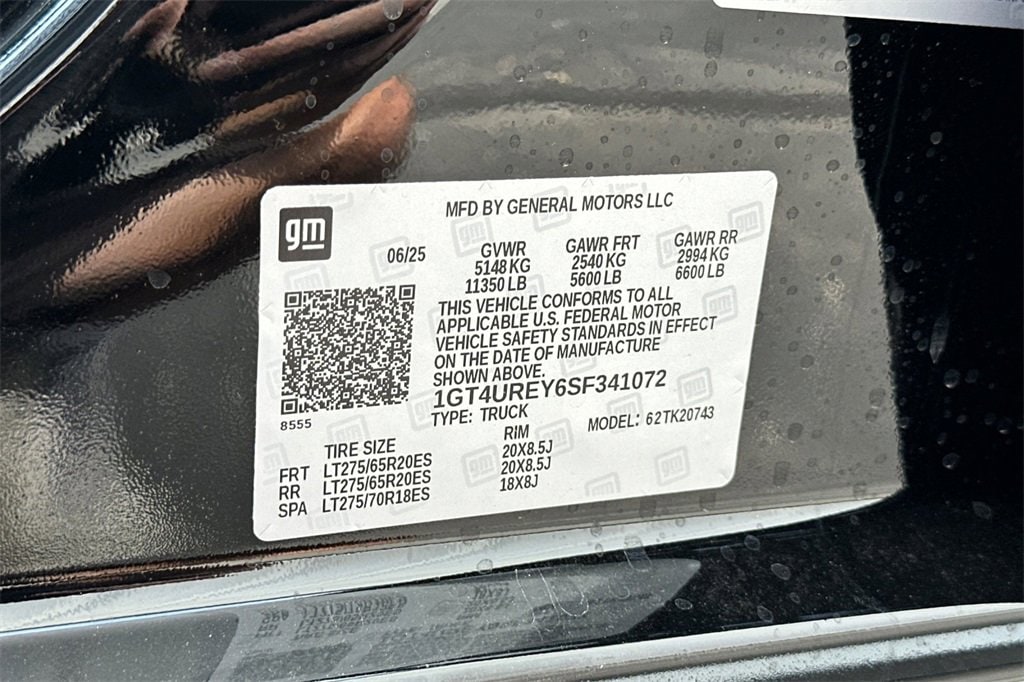 gm
MFD BY GENERAL MOTORS LLC
06/25
GVWR GAWR FRT GAWR RR
5148 KG 2540 KG 2994 KG
11350 LB 5600 LB 6600 LB
THIS VEHICLE CONFORMS TO ALL
APPLICABLE U.S. FEDERAL MOTOR
VEHICLE SAFETY STANDARDS IN EFFECT
ON THE DATE OF MANUFACTURE
SHOWN ABOVE.
1GT4UREY6SF341072
8555
TYPE: TRUCK MODEL: 62TK20743
TIRE SIZE RIM
FRT LT275/65R20ES 20X8.5J
RR LT275/65R20ES 20X8.5J
SPA LT275/70R18ES 18X8J